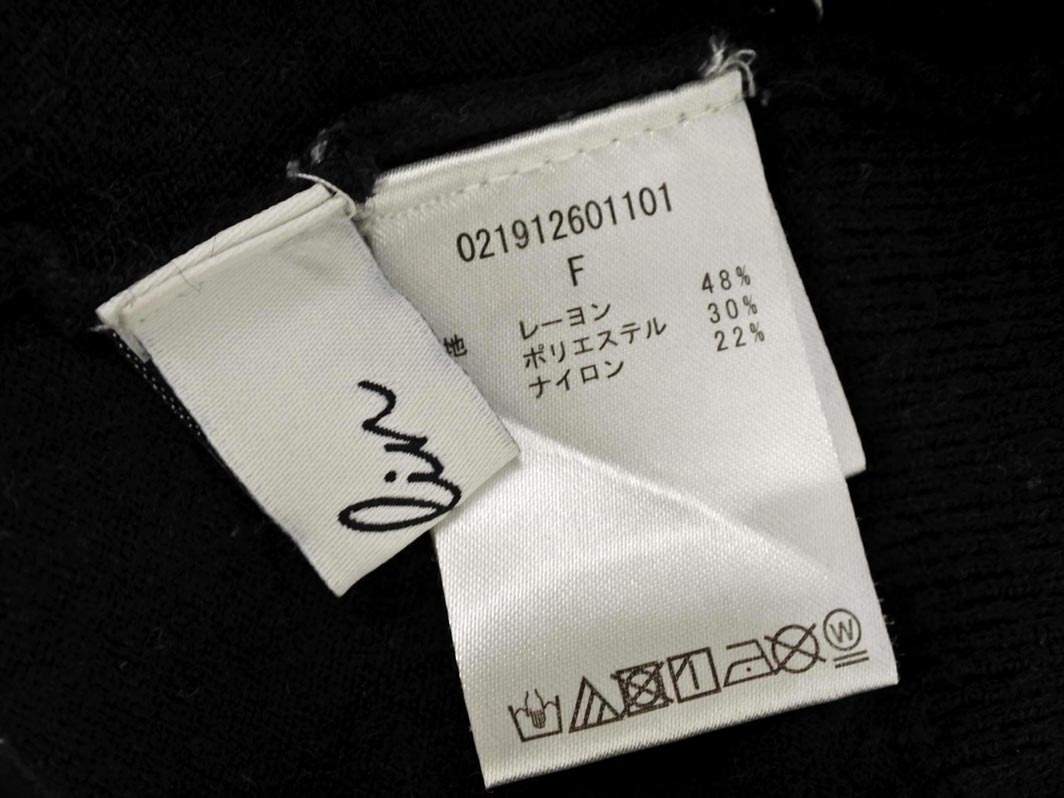 021912601101
F
地 レーヨン 48%
ポリエステル 30%
ナイロン 22%
W